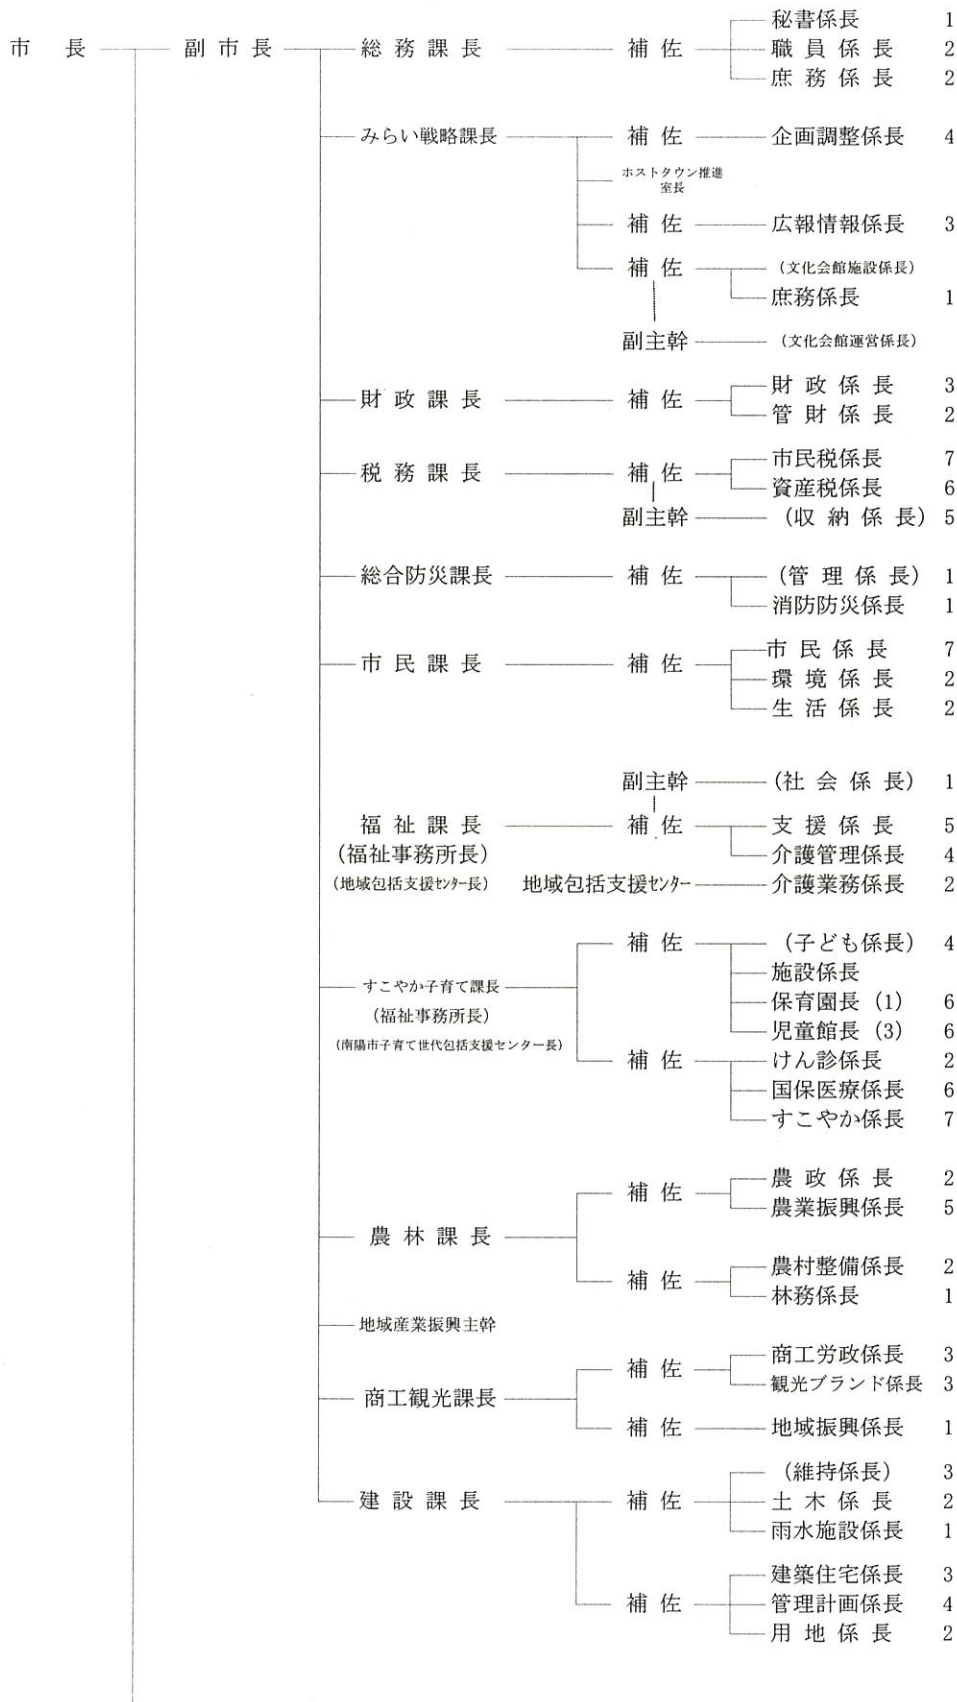 秘書係長 1
市長 副市長 総務課長 補佐 職員係長 2
庶務係長 2
みらい戦略課長 補佐 企画調整係長 4
ホストタウン推進
室長
補佐 広報情報係長 3
補佐 (文化会館施設係長)
庶務係長 1
副主幹 (文化会館運営係長)
財政係長 3
財政課長 補佐
管財係長 2
市民税係長 7
税務課長 補佐
資産税係長 6
副主幹 (収納係長) 5
総合防災課長 補佐 (管理係長) 1
消防防災係長 1
市民係長 7
市民課長 補佐
環境係長 2
生活係長 2
副主幹 (社会係長) 1
福祉課長 補佐 支援係長 5
(福祉事務所長) 介護管理係長 4
(地域包括支援ｾﾝﾀｰ長) 地域包括支援ｾﾝﾀｰ 介護業務係長 2
補佐 (子ども係長) 4
施設係長
すこやか子育て課長
保育園長(1) 6
(福祉事務所長)
児童館長(3) 6
(南陽市子育て世代包括支援センター長)
補佐 けん診係長 2
国保医療係長 6
すこやか係長 7
農政係長 2
補佐
農業振興係長 5
農林課長
農村整備係長 2
補佐
林務係長 1
地域産業振興主幹
商工労政係長 3
補佐
観光ブランド係長 3
商工観光課長
補佐 地域振興係長 1
(維持係長) 3
建設課長 補佐 土木係長 2
雨水施設係長 1
建築住宅係長 3
補佐 管理計画係長 4
用地係長 2